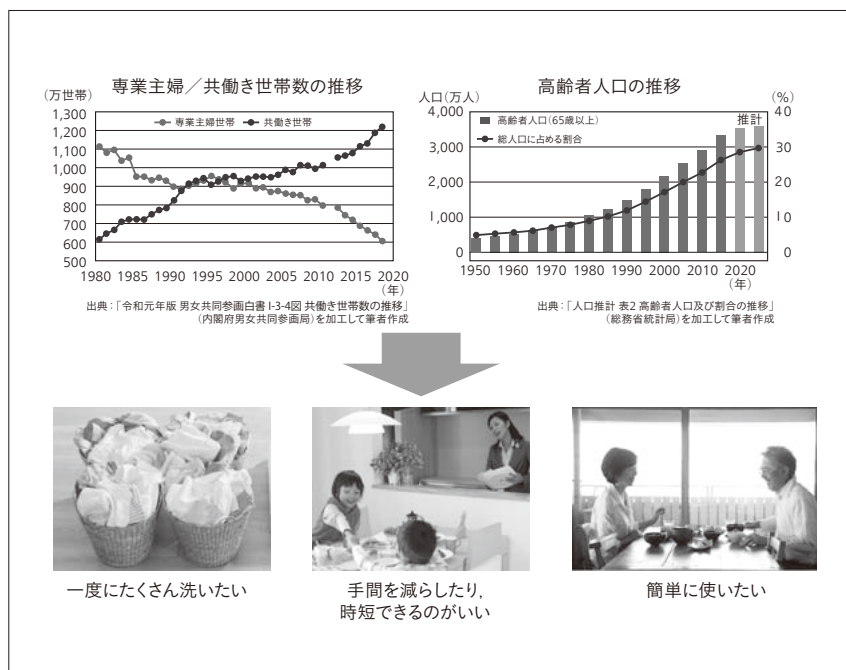 専業主婦／共働き世帯数の推移
(万世帯)
専業主婦世帯 共働き世帯
1,300
1,200
1,100
1,000
900
800
700
600
500
1980 1985 1990 1995 2000 2005 2010 2015 2020
(年)
出典：「令和元年版 男女共同参画白書 I-3-4図 共働き世帯数の推移」
(内閣府男女共同参画局)を加工して筆者作成
高齢者人口の推移
人口(万人) (%)
高齢者人口(65歳以上)
総人口に占める割合
推計
4,000 40
3,000 30
2,000 20
1,000 10
0 0
1950 1960 1970 1980 1990 2000 2010 2020
(年)
出典：「人口推計 表2 高齢者人口及び割合の推移」
(総務省統計局)を加工して筆者作成
一度にたくさん洗いたい
手間を減らしたり，
時短できるのがいい
簡単に使いたい